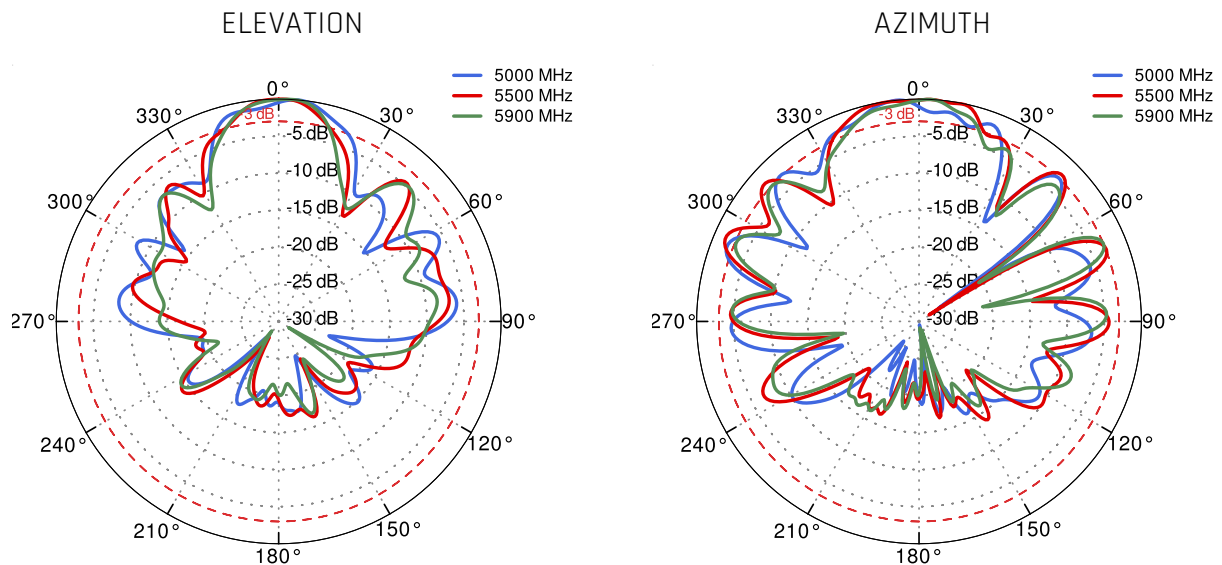 ELEVATION
5000 MHz
5500 MHz
5900 MHz
0°
330°
30°
300°
60°
270°
90°
240°
120°
210°
150°
180°
-3 dB
-5 dB
-10 dB
-15 dB
-20 dB
-25 dB
-30 dB
AZIMUTH
5000 MHz
5500 MHz
5900 MHz
0°
330°
30°
300°
60°
270°
90°
240°
120°
210°
150°
180°
-3 dB
-5 dB
-10 dB
-15 dB
-20 dB
-25 dB
-30 dB